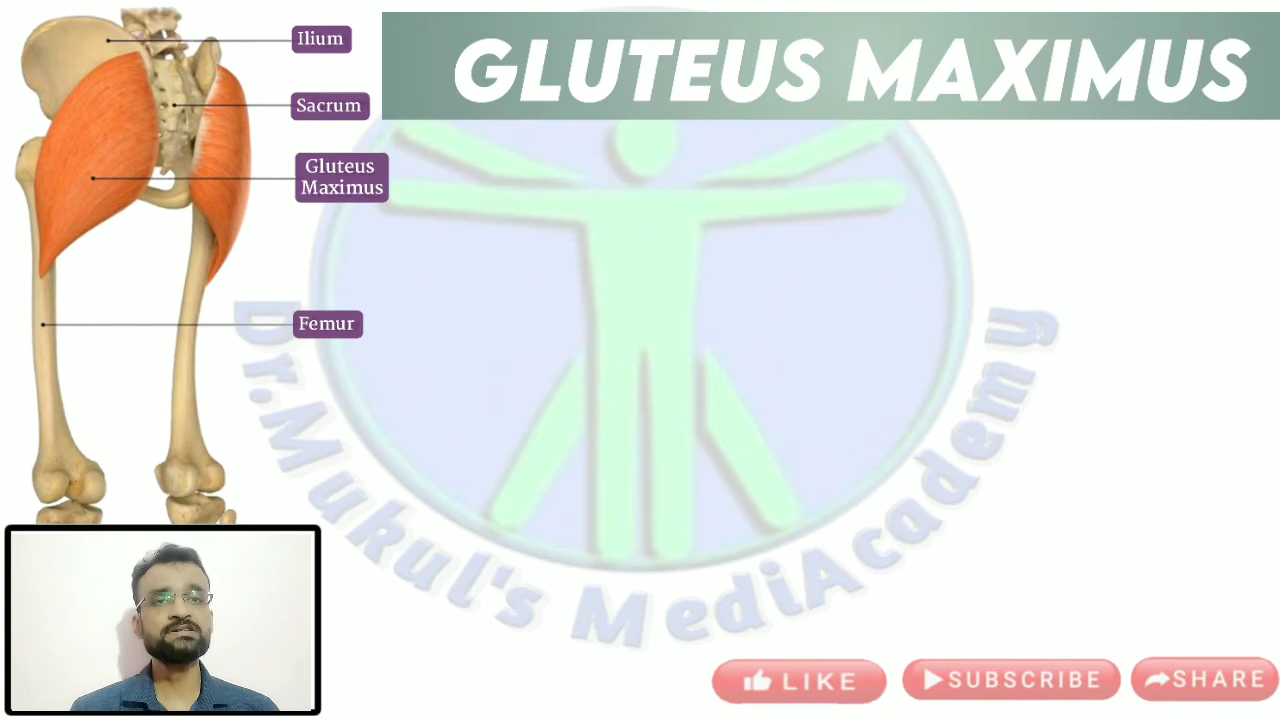 GLUTEUS MAXIMUS
Ilium
Sacrum
Gluteus
Maximus
Femur
Dr.Mukul's MediAcademy
LIKE
SUBSCRIBE
SHARE